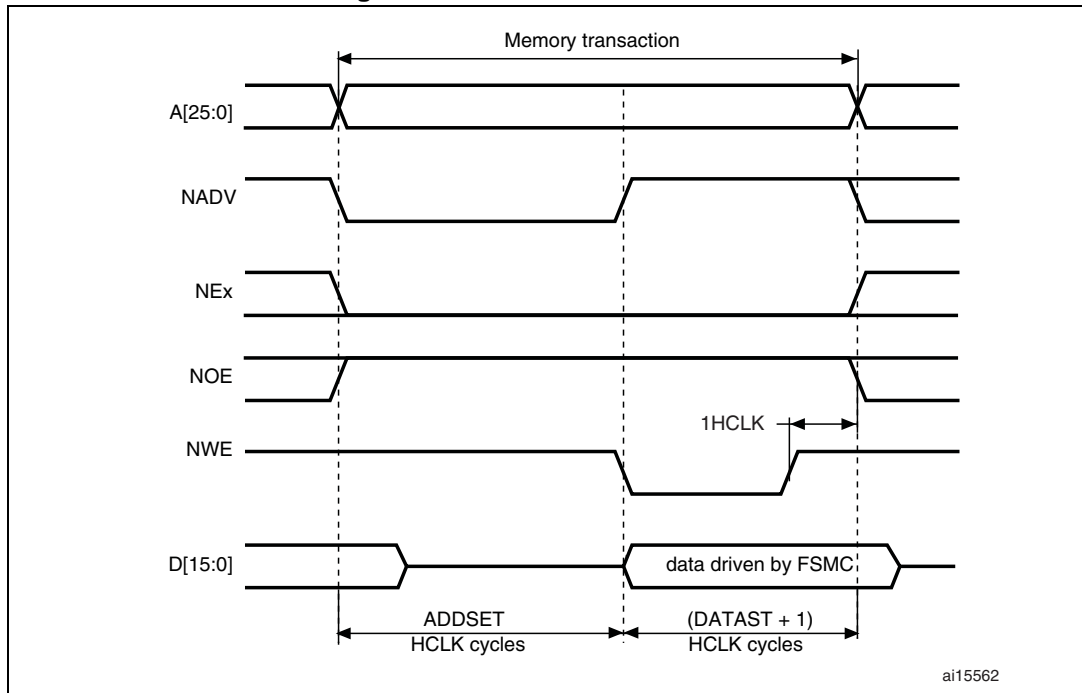 Memory transaction
A[25:0]
NADV
NEx
NOE
1HCLK
NWE
D[15:0]
data driven by FSMC
ADDSET
HCLK cycles
(DATAST + 1)
HCLK cycles
ai15562